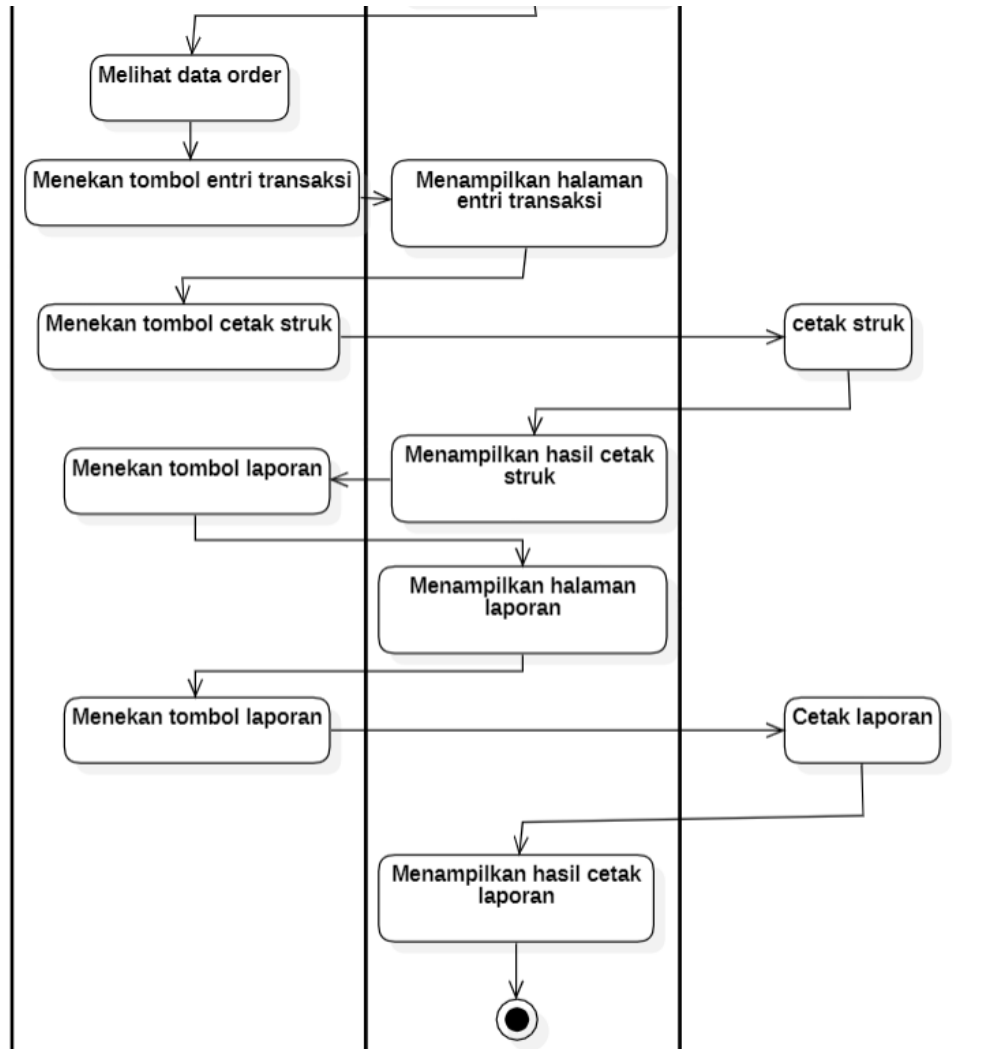 Melihat data order
Menekan tombol entri transaksi
Menampilkan halaman
entri transaksi
Menekan tombol cetak struk
cetak struk
Menampilkan hasil cetak
struk
Menekan tombol laporan
Menampilkan halaman
laporan
Menekan tombol laporan
Cetak laporan
Menampilkan hasil cetak
laporan